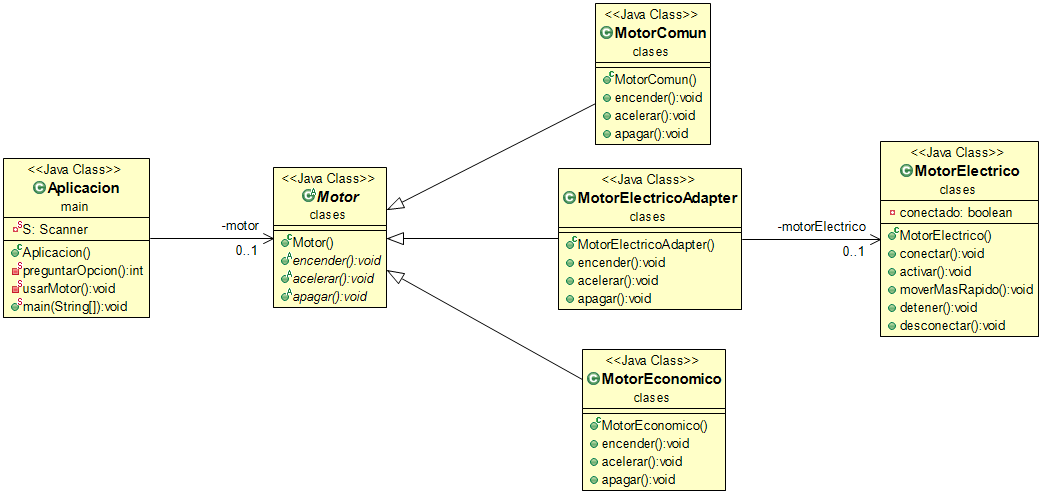 <<Java Class>>
Aplicacion
main
S: Scanner
Aplicacion()
preguntarOpcion():int
usarMotor():void
main(String[]):void
-motor
0..1
<<Java Class>>
Motor
clases
Motor()
encender():void
acelerar():void
apagar():void
<<Java Class>>
MotorComun
clases
MotorComun()
encender():void
acelerar():void
apagar():void
<<Java Class>>
MotorElectricoAdapter
clases
MotorElectricoAdapter()
encender():void
acelerar():void
apagar():void
<<Java Class>>
MotorEconomico
clases
MotorEconomico()
encender():void
acelerar():void
apagar():void
-motorElectrico
0..1
<<Java Class>>
MotorElectrico
clases
conectado: boolean
MotorElectrico()
conectar():void
activar():void
moverMasRapido():void
detener():void
desconectar():void